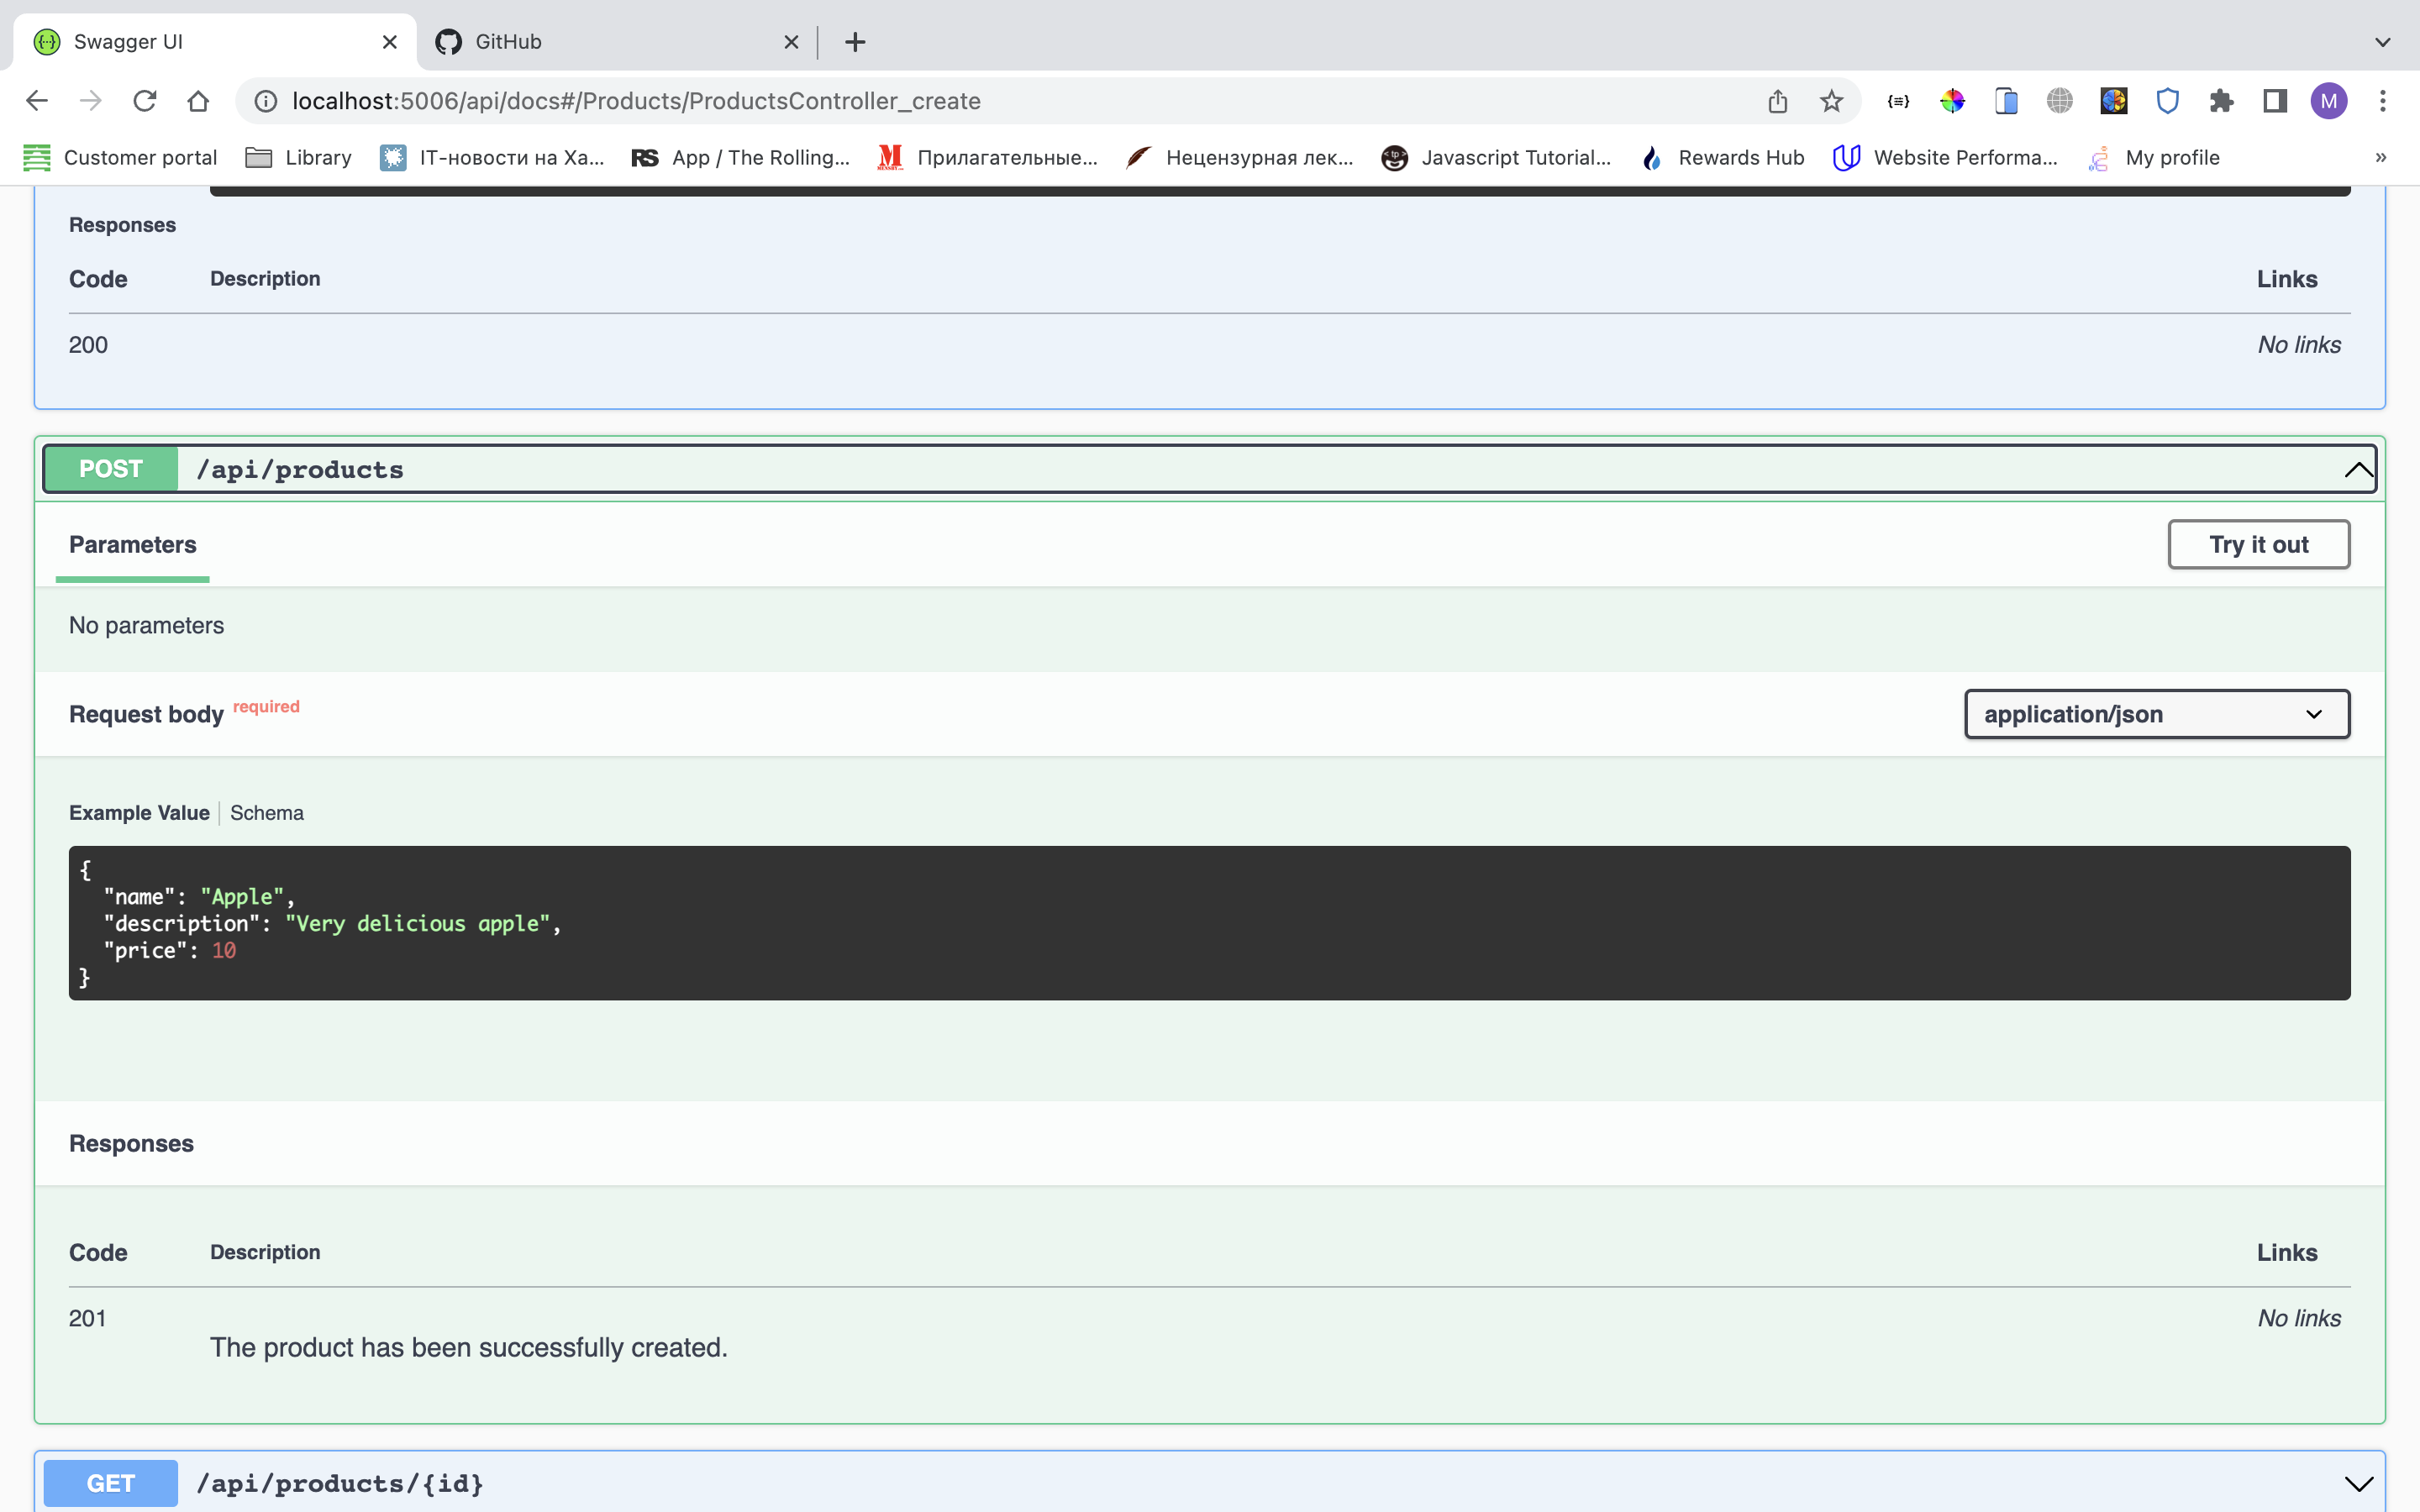 Swagger UI
GitHub
localhost:5006/api/docs#/Products/ProductsController_create
M
Customer portal
Library
IT-новости на Ха...
RS App / The Rolling...
Прилагательные...
Нецензурная лек...
Javascript Tutorial...
Rewards Hub
Website Performa...
My profile
»
Responses
Code Description Links
200 No links
POST /api/products
Parameters Try it out
No parameters
Request body required application/json
Example Value Schema
{
"name": "Apple",
"description": "Very delicious apple",
"price": 10
}
Responses
Code Description Links
201 No links
The product has been successfully created.
GET /api/products/{id}